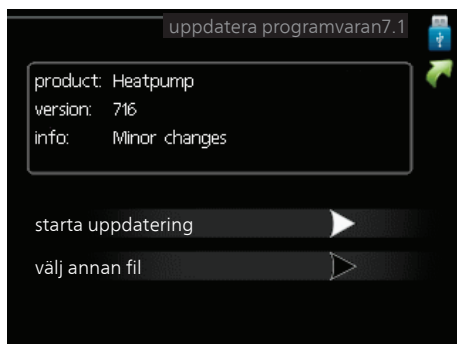 uppdatera programvaran7.1
product: Heatpump
version: 716
info: Minor changes
starta uppdatering
välj annan fil